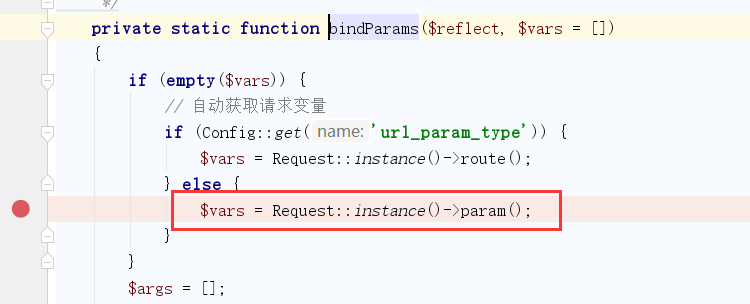 */
private static function bindParams($reflect, $vars = [])
{
if (empty($vars)) {
// 自动获取请求变量
if (Config::get( name: 'url_param_type')) {
$vars = Request::instance()->route();
} else {
$vars = Request::instance()->param();
}
}
$args = [];